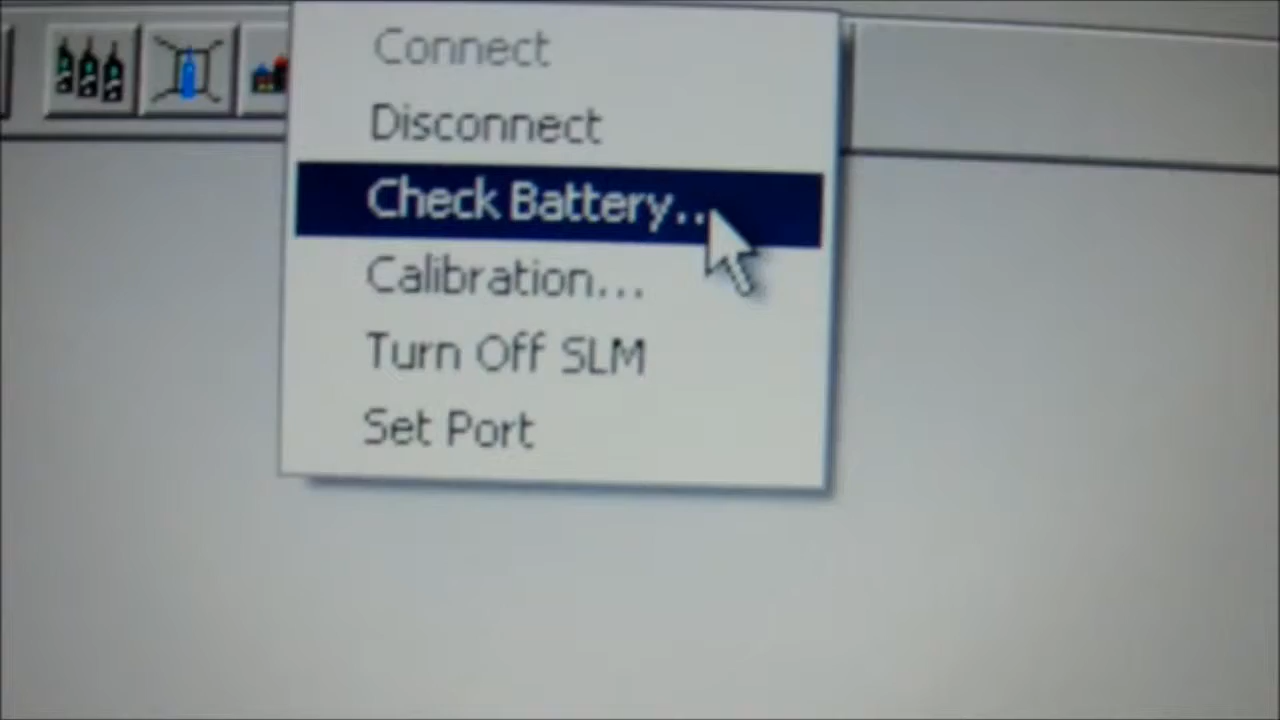 Connect
Disconnect
Check Battery...
Calibration...
Turn Off SLM
Set Port